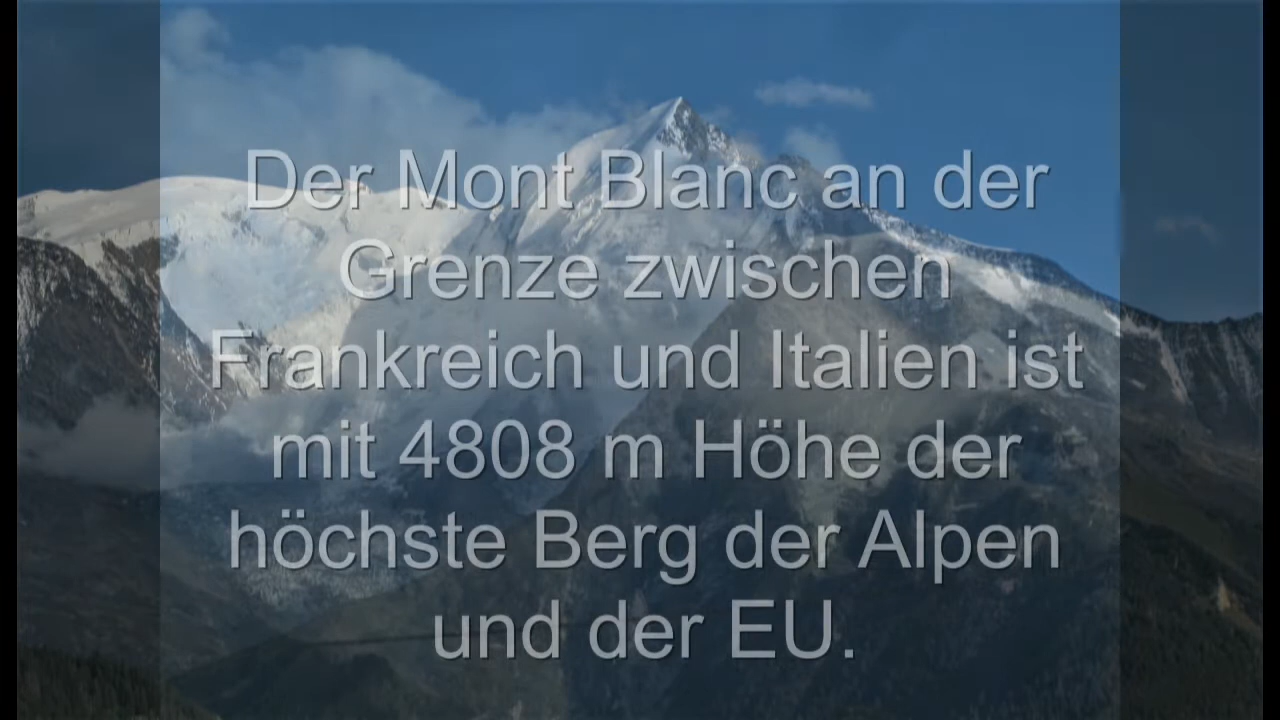 Der Mont Blanc an der
Grenze zwischen
Frankreich und Italien ist
mit 4808 m Höhe der
höchste Berg der Alpen
und der EU.